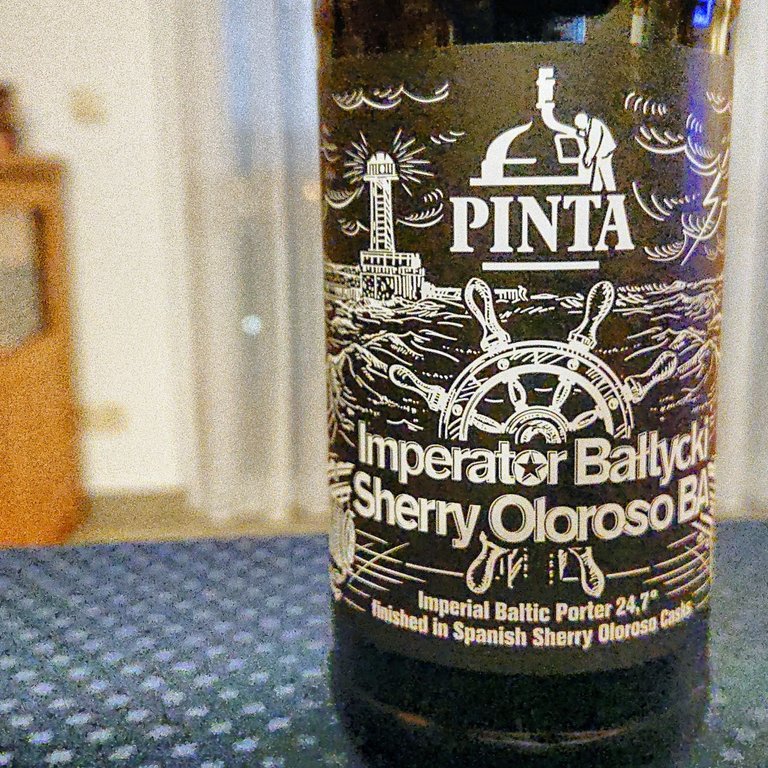 PINTA
Imperator Bałtycki
Sherry Oloroso BA
Imperial Baltic Porter 24,7°
finished in Spanish Sherry Oloroso Casks